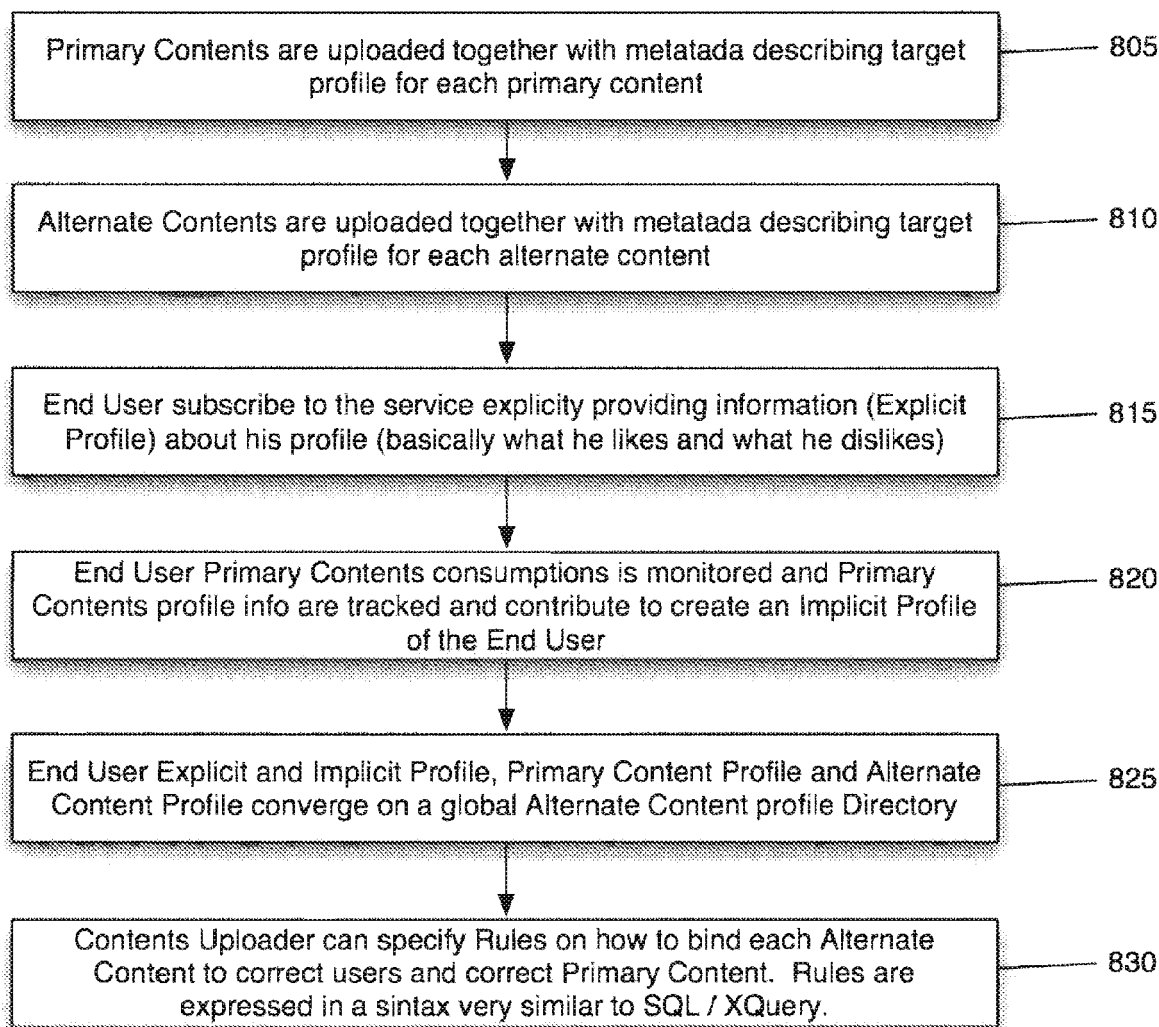 Primary Contents are uploaded together with metatada describing target
profile for each primary content
805
Alternate Contents are uploaded together with metatada describing target
profile for each alternate content
810
End User subscribe to the service explicity providing information (Explicit
Profile) about his profile (basically what he likes and what he dislikes)
815
End User Primary Contents consumptions is monitored and Primary
Contents profile info are tracked and contribute to create an Implicit Profile
of the End User
820
End User Explicit and Implicit Profile, Primary Content Profile and Alternate
Content Profile converge on a global Alternate Content profile Directory
825
Contents Uploader can specify Rules on how to bind each Alternate
Content to correct users and correct Primary Content. Rules are
expressed in a sintax very similar to SQL / XQuery.
830